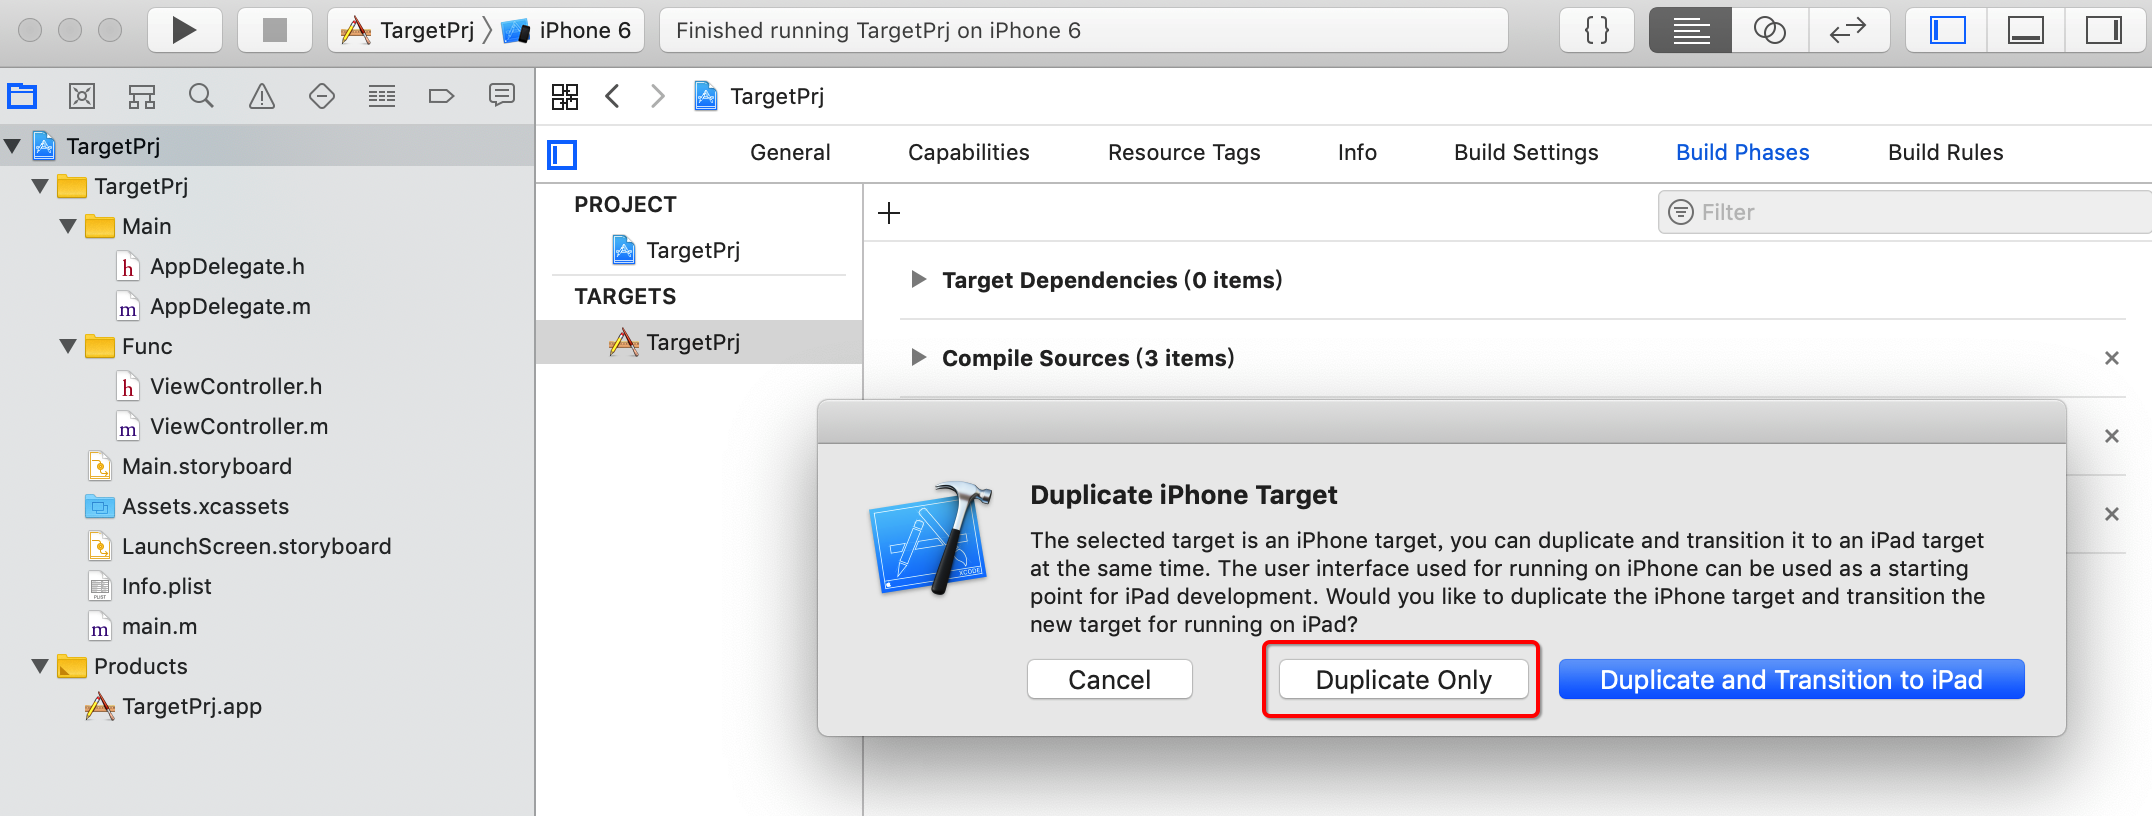 TargetPrj
iPhone 6
Finished running TargetPrj on iPhone 6
{ }
TargetPrj
TargetPrj
Main
h AppDelegate.h
m AppDelegate.m
Func
h ViewController.h
m ViewController.m
Main.storyboard
Assets.xcassets
LaunchScreen.storyboard
PLIST Info.plist
m main.m
Products
TargetPrj.app
TargetPrj
General
Capabilities
Resource Tags
Info
Build Settings
Build Phases
Build Rules
PROJECT
TargetPrj
TARGETS
TargetPrj
Filter
Target Dependencies (0 items)
Compile Sources (3 items)
XCODE
Duplicate iPhone Target
The selected target is an iPhone target, you can duplicate and transition it to an iPad target
at the same time. The user interface used for running on iPhone can be used as a starting
point for iPad development. Would you like to duplicate the iPhone target and transition the
new target for running on iPad?
Cancel
Duplicate Only
Duplicate and Transition to iPad